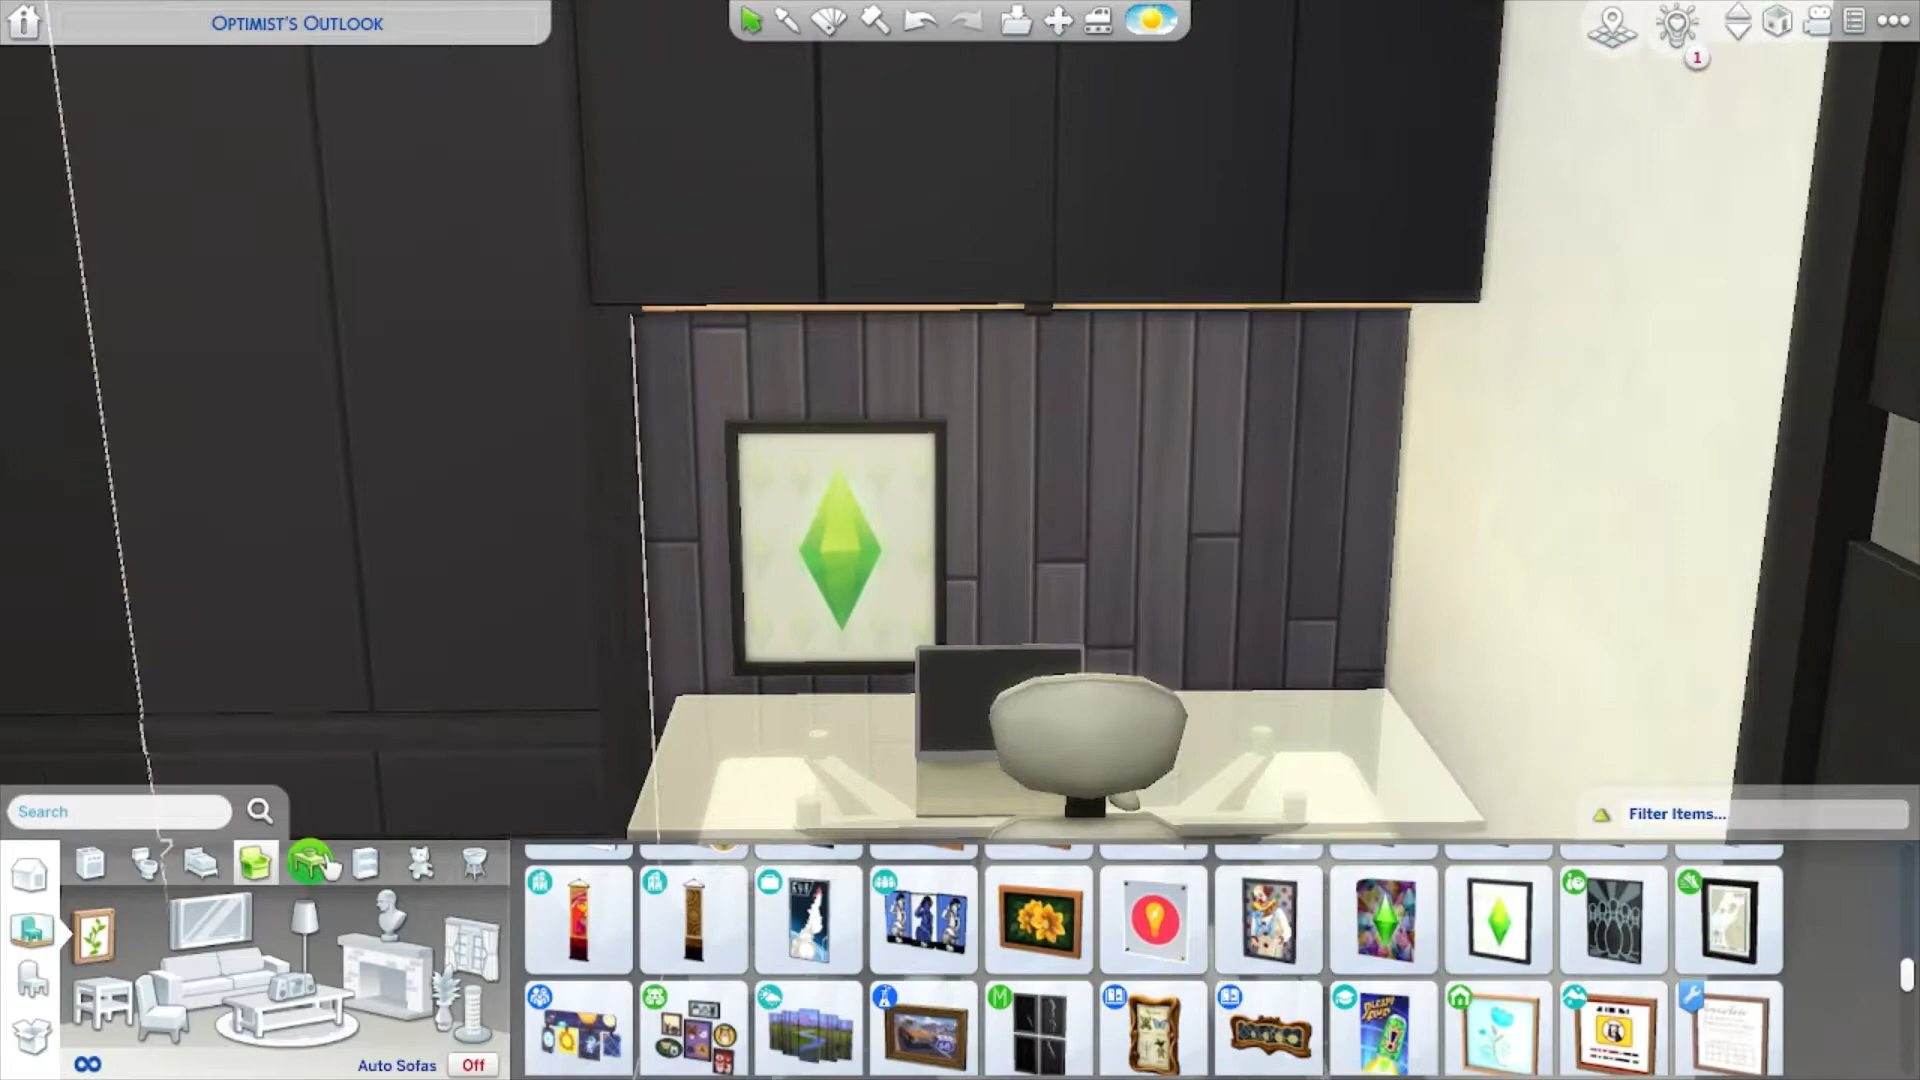 OPTIMIST'S OUTLOOK
1
Search
Filter Items...
Auto Sofas
Off